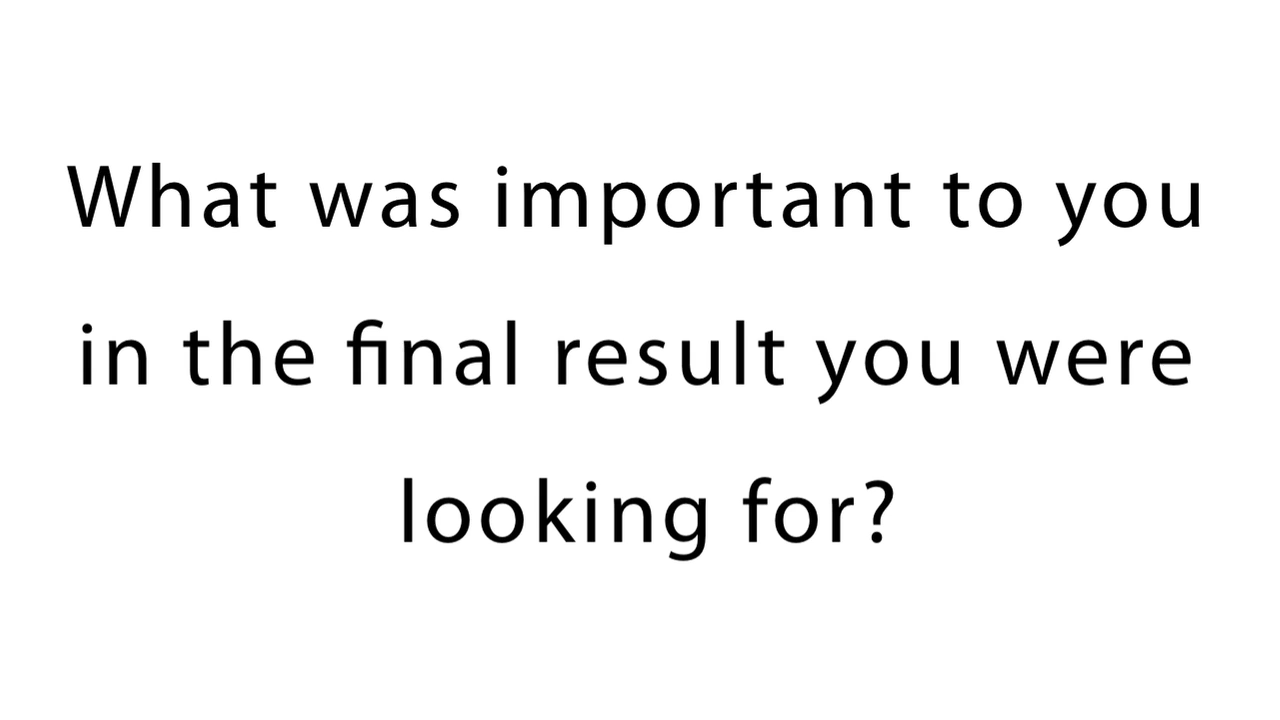 What was important to you
in the final result you were
looking for?